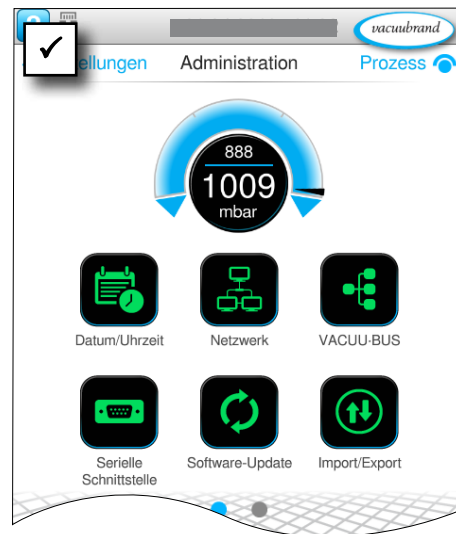 vacuubrand
ellungen Administration Prozess
888
1009
mbar
Datum/Uhrzeit Netzwerk VACUU·BUS
Serielle Software-Update Import/Export
Schnittstelle